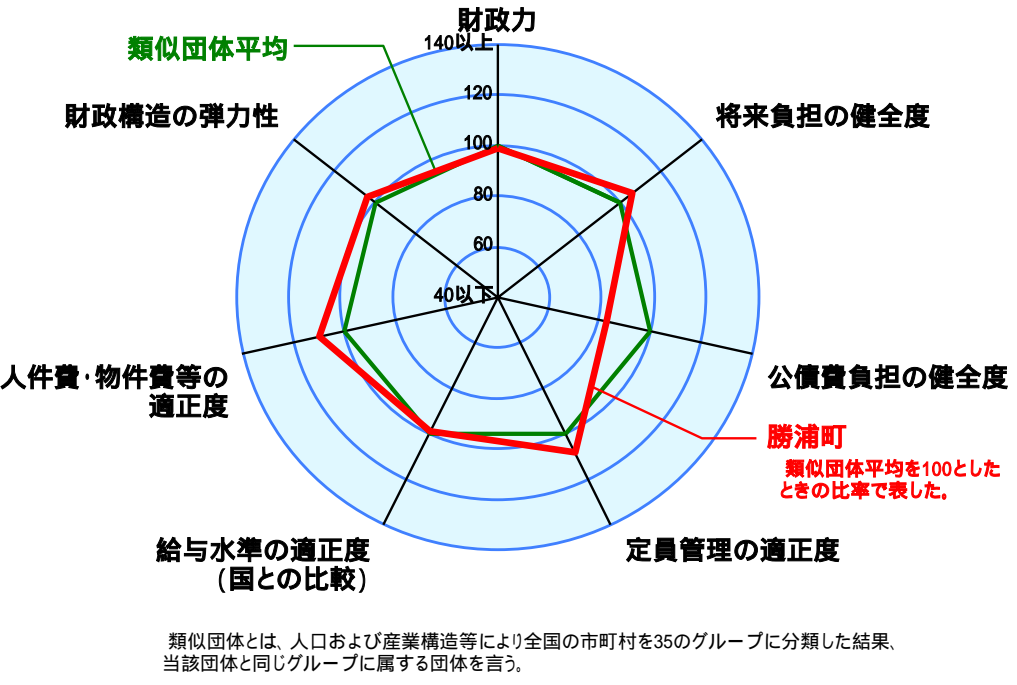 財政力
140以上
類似団体平均
120
財政構造の弾力性
将来負担の健全度
100
80
60
40以下
人件費・物件費等の
適正度
公債費負担の健全度
勝浦町
類似団体平均を100とした
ときの比率で表した。
給与水準の適正度
(国との比較)
定員管理の適正度
類似団体とは、人口および産業構造等により全国の市町村を35のグループに分類した結果、
当該団体と同じグループに属する団体を言う。